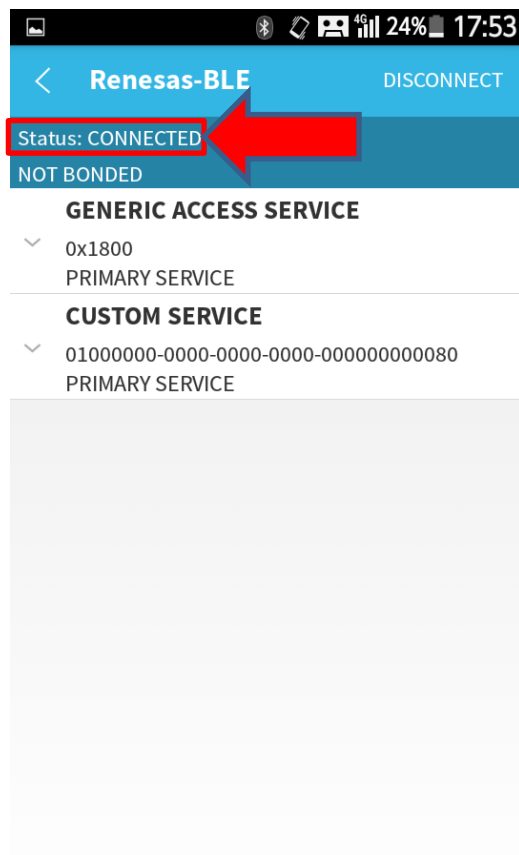 4G 24% 17:53
Renesas-BLE DISCONNECT
Status: CONNECTED
NOT BONDED
GENERIC ACCESS SERVICE
0x1800
PRIMARY SERVICE
CUSTOM SERVICE
01000000-0000-0000-0000-000000000080
PRIMARY SERVICE